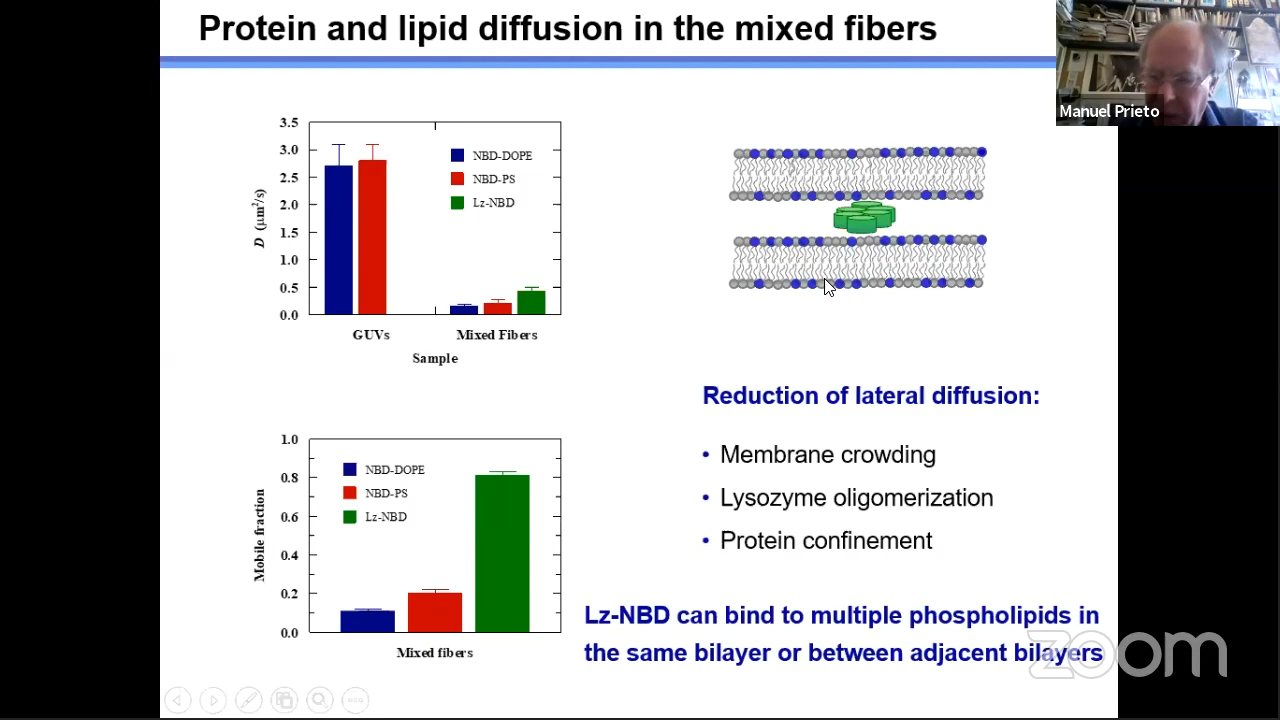 Protein and lipid diffusion in the mixed fibers
Manuel Prieto
3.5
3.0
2.5
2.0
1.5
1.0
0.5
0.0
D (μm²/s)
NBD-DOPE
NBD-PS
Lz-NBD
GUVs Mixed Fibers
Sample
1.0
0.8
0.6
0.4
0.2
0.0
Mobile fraction
NBD-DOPE
NBD-PS
Lz-NBD
Mixed fibers
Reduction of lateral diffusion:
• Membrane crowding
• Lysozyme oligomerization
• Protein confinement
Lz-NBD can bind to multiple phospholipids in
the same bilayer or between adjacent bilayers
zoom